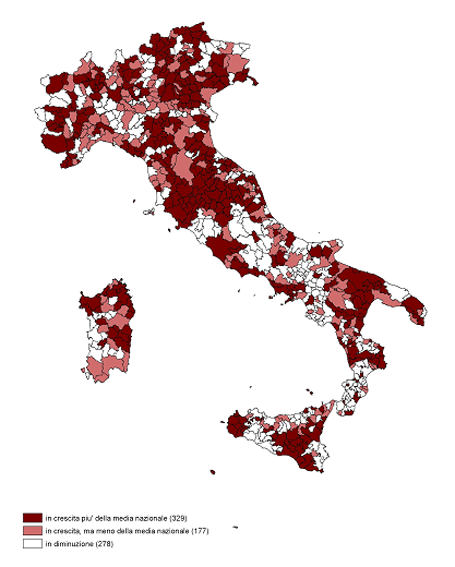 in crescita piu' della media nazionale (329)
in crescita, ma meno della media nazionale (177)
in diminuzione (278)